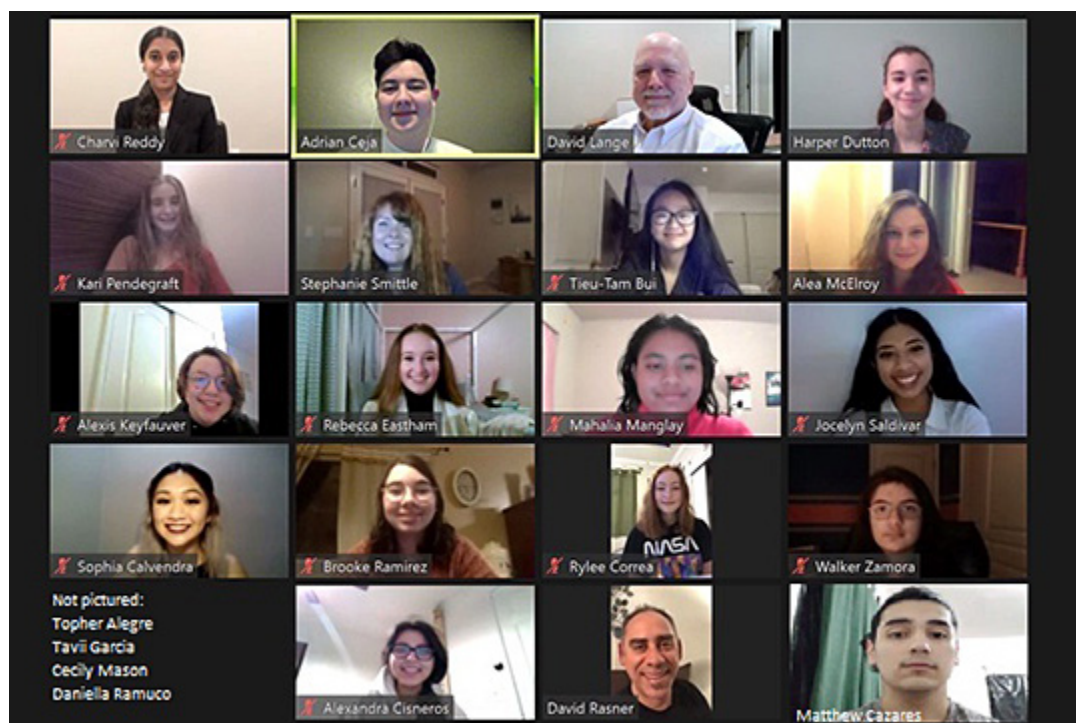 Charvi Reddy
Adrian Ceja
David Lange
Harper Dutton
Kari Pendegraft
Stephanie Smittle
Tieu-Tam Bui
Alea McElroy
Alexis Keyfauver
Rebecca Eastham
Mahalia Manglay
Jocelyn Saldivar
Sophia Calvendra
Brooke Ramirez
NASA
Rylee Correa
Walker Zamora
Not pictured:
Topher Alegre
Tavii Garcia
Cecily Mason
Daniella Ramuco
Alexandra Cisneros
David Rasner
Matthew Cazares